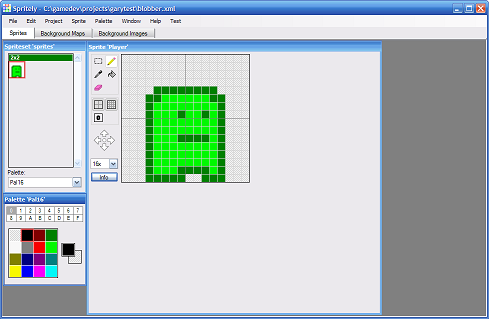 Spritely - C:\gamedev\projects\garytest\blobber.xml
File Edit Project Sprite Palette Window Help Test
Sprites Background Maps Background Images
Spriteset 'sprites'
2x2
Palette:
Pal16
Palette 'Pal16'
0 1 2 3 4 5 6 7
8 9 A B C D E F
Sprite 'Player'
16x
Info